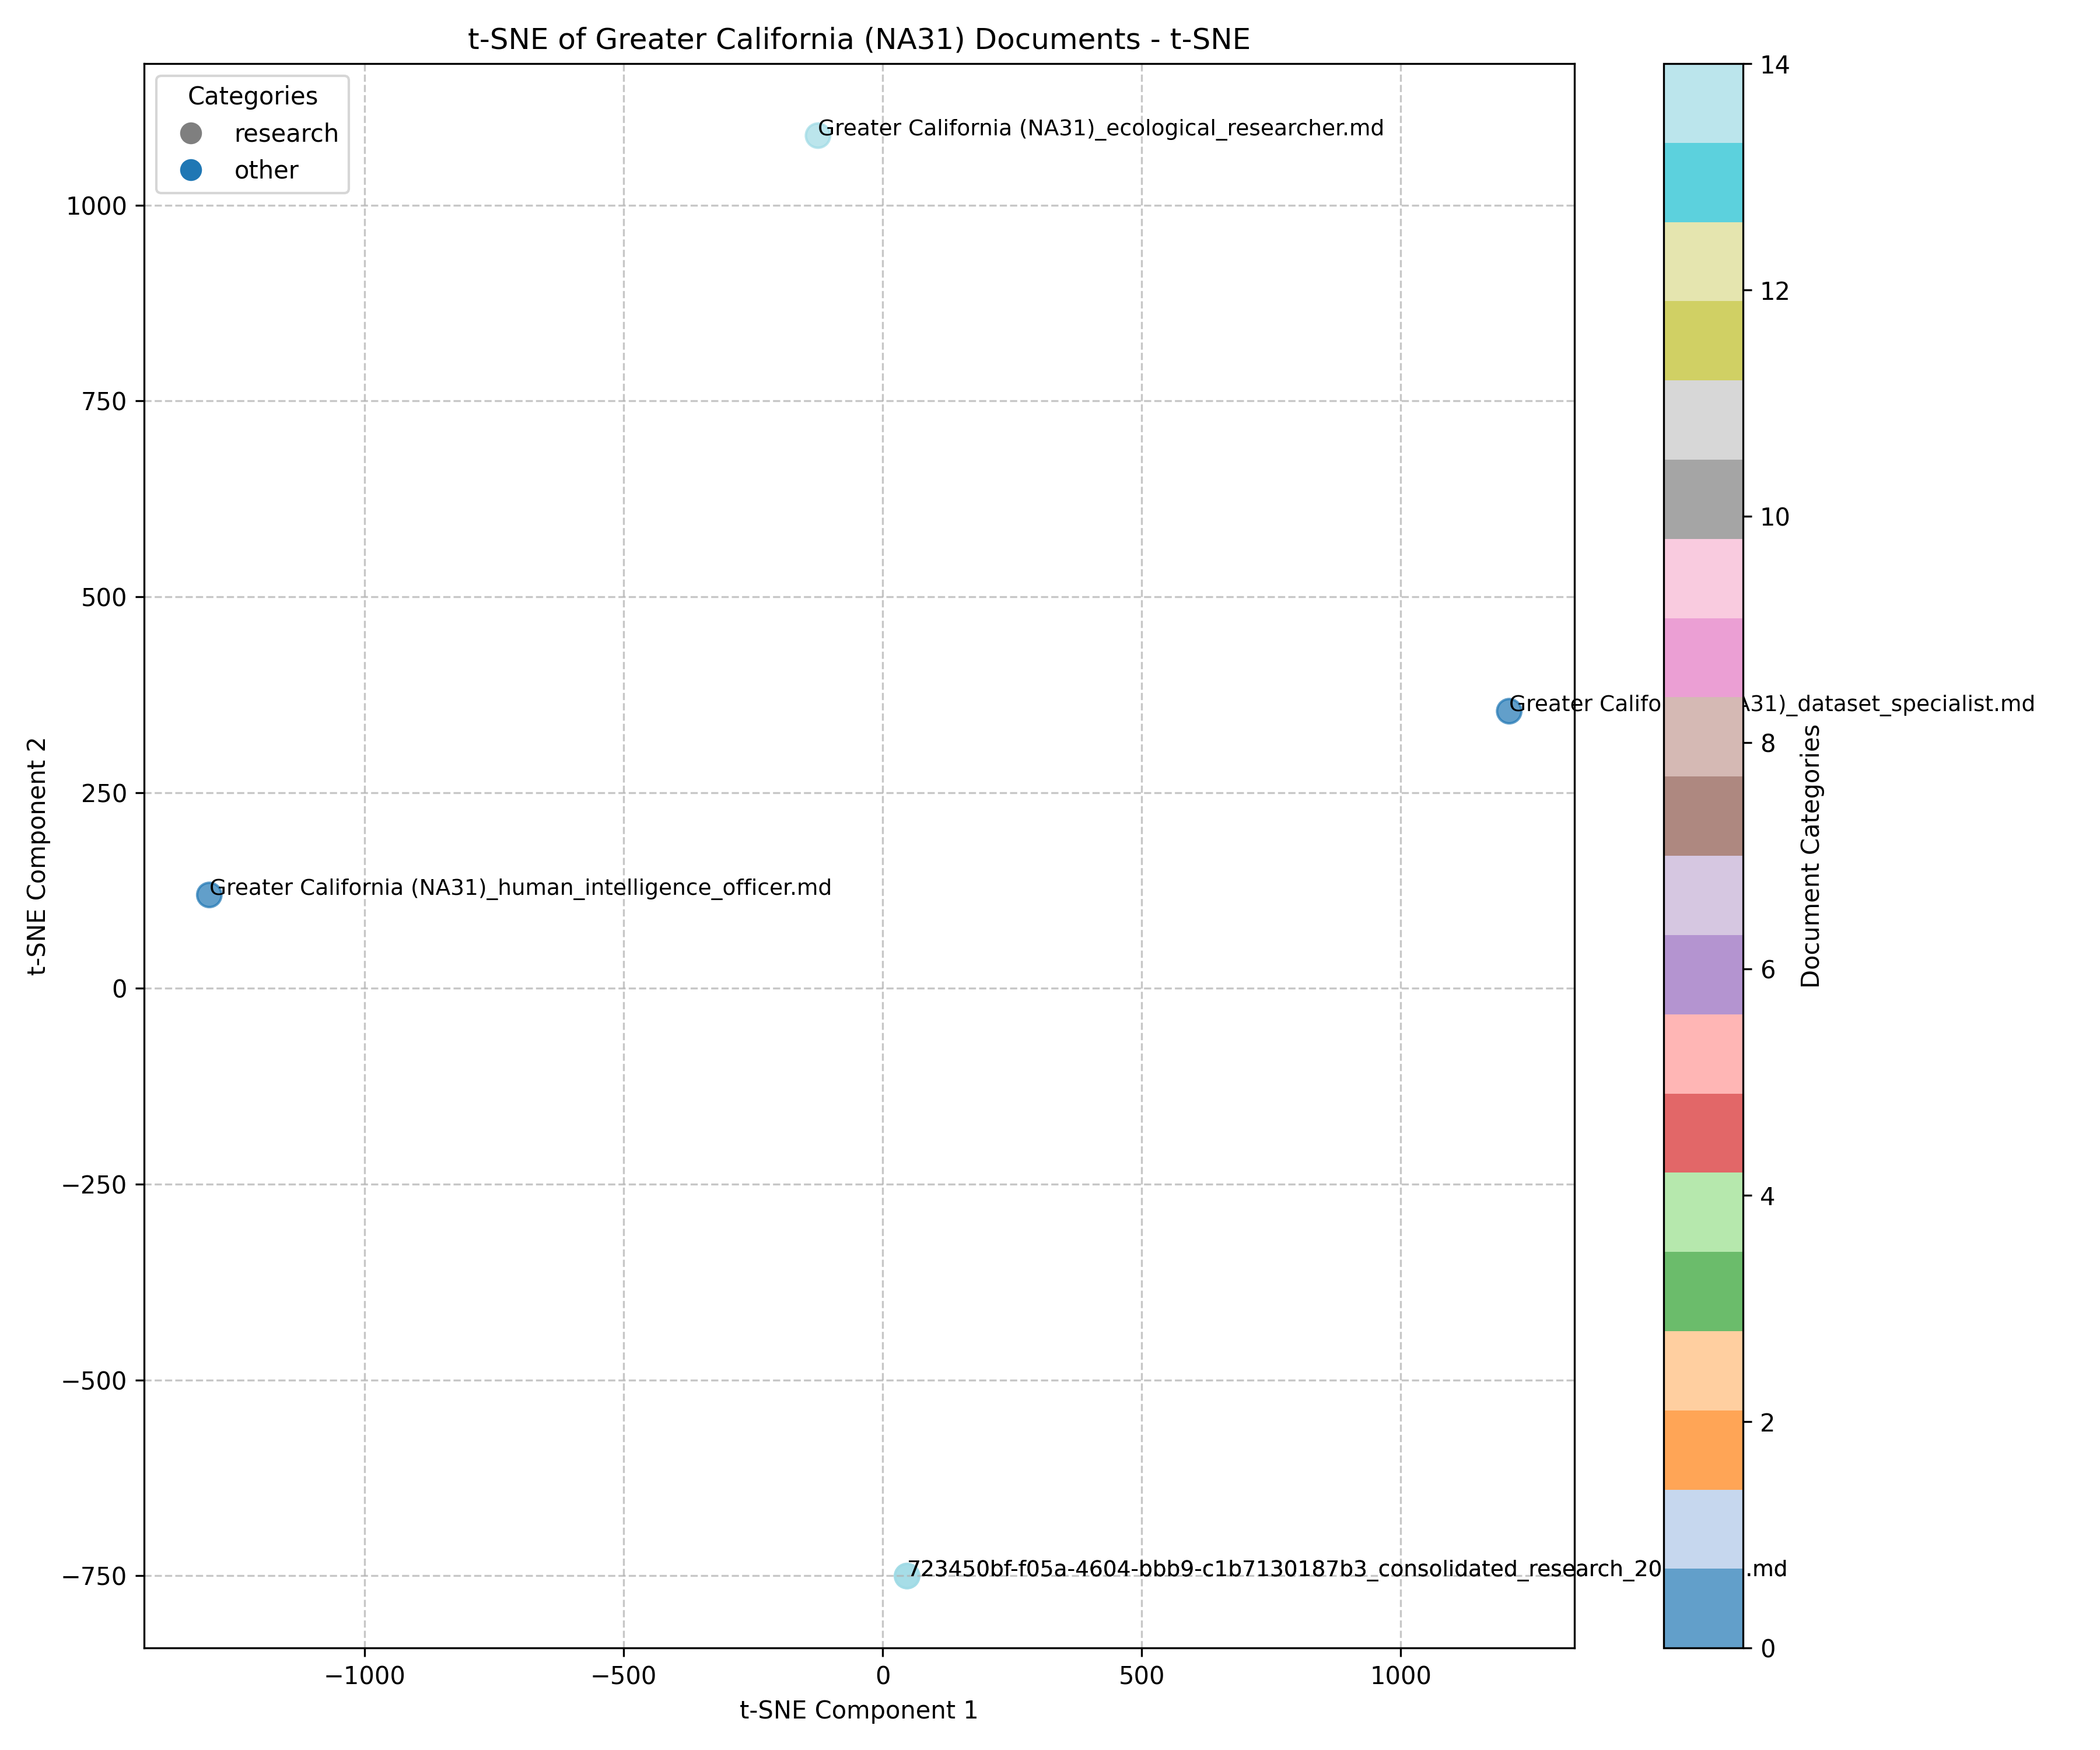 t-SNE of Greater California (NA31) Documents - t-SNE
Categories
research
other
Greater California (NA31)_ecological_researcher.md
Greater Califo A31)_dataset_specialist.md
Greater California (NA31)_human_intelligence_officer.md
723450bf-f05a-4604-bbb9-c1b7130187b3_consolidated_research_20 .md
1000
750
500
250
0
−250
−500
−750
t-SNE Component 2
−1000
−500
0
500
1000
t-SNE Component 1
14
12
10
8
6
4
2
0
Document Categories